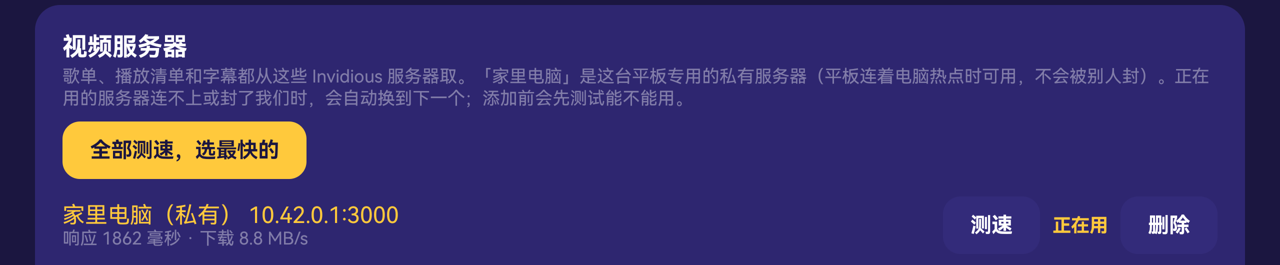 视频服务器
歌单、播放清单和字幕都从这些 Invidious 服务器取。「家里电脑」是这台平板专用的私有服务器（平板连着电脑热点时可用，不会被别人封）。正在
用的服务器连不上或封了我们时，会自动换到下一个；添加前会先测试能不能用。
全部测速，选最快的
家里电脑（私有） 10.42.0.1:3000
响应 1862 毫秒 · 下载 8.8 MB/s
测速 正在用 删除